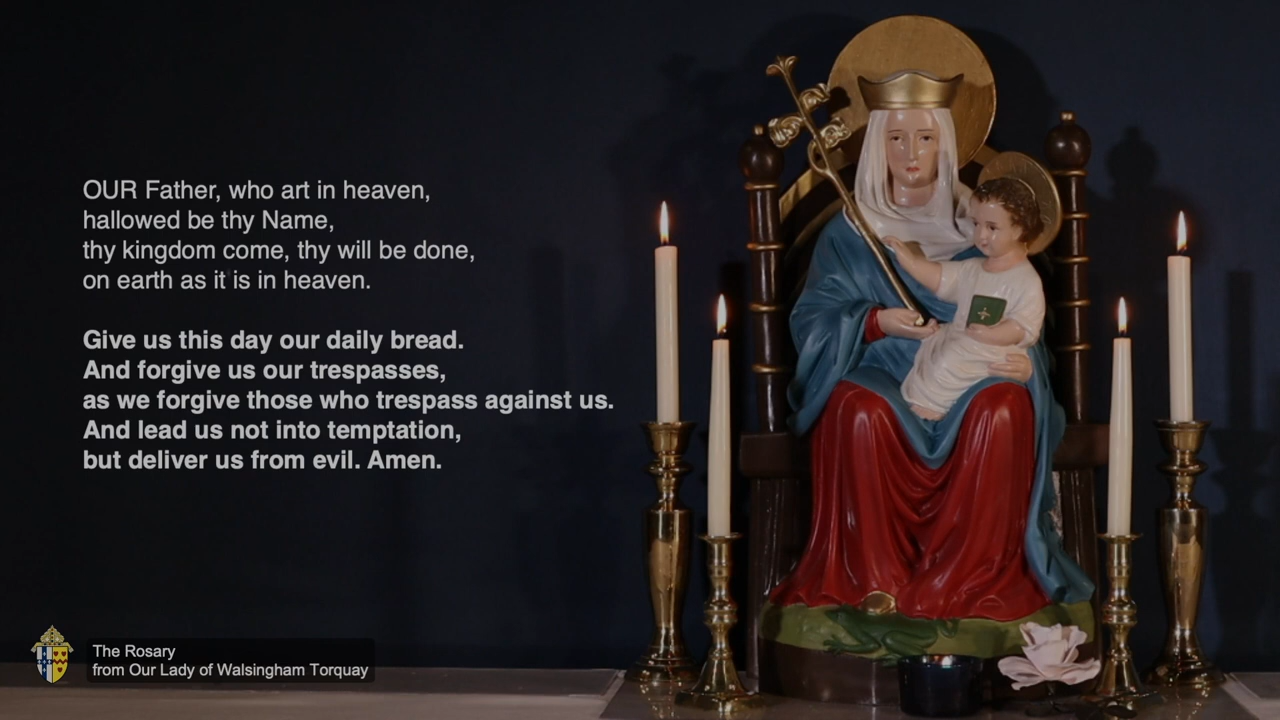 OUR Father, who art in heaven,
hallowed be thy Name,
thy kingdom come, thy will be done,
on earth as it is in heaven.
Give us this day our daily bread.
And forgive us our trespasses,
as we forgive those who trespass against us.
And lead us not into temptation,
but deliver us from evil. Amen.
The Rosary
from Our Lady of Walsingham Torquay